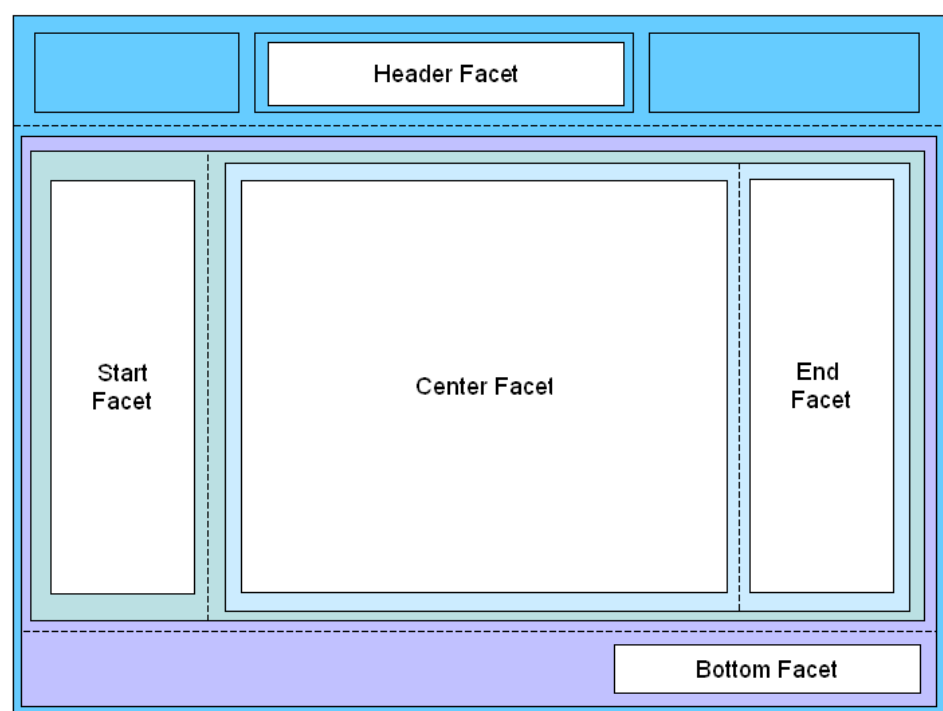 Header Facet
Start
Facet
Center Facet
End
Facet
Bottom Facet